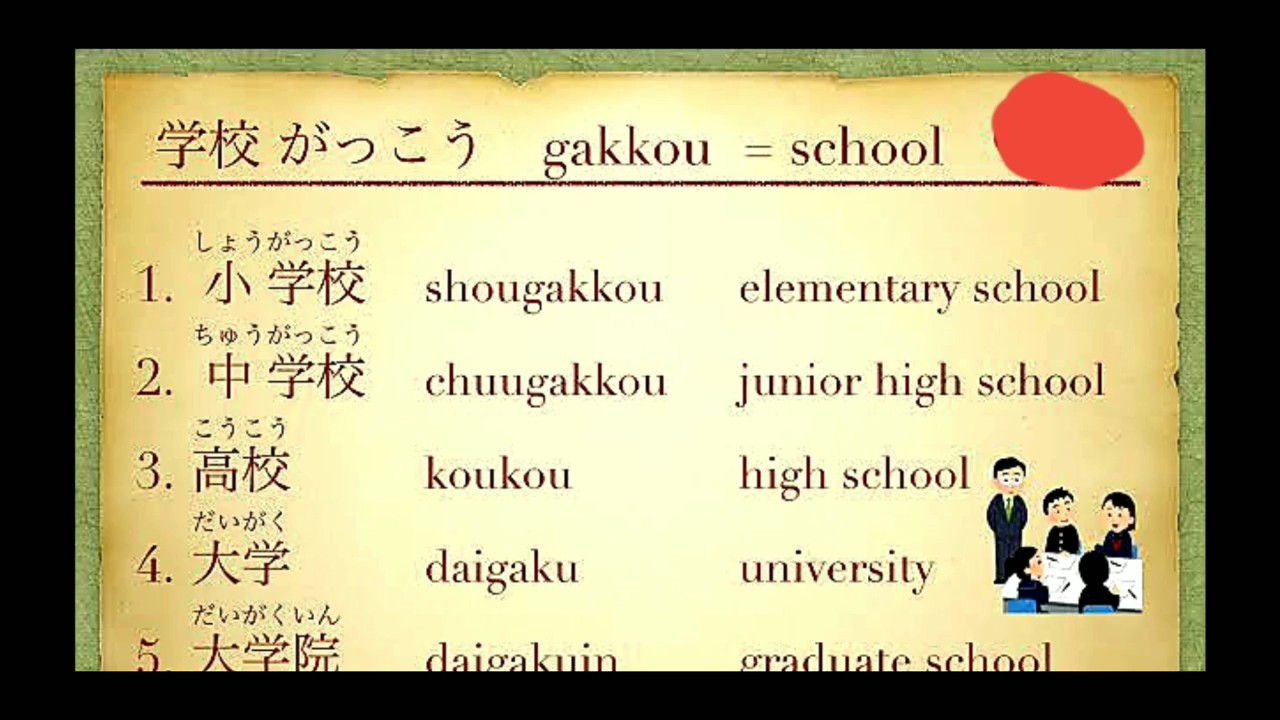 学校 がっこう gakkou = school
しょうがっこう
1. 小 学校 shougakkou elementary school
ちゅうがっこう
2. 中 学校 chuugakkou junior high school
こうこう
3. 高校 koukou high school
だいがく
4. 大学 daigaku university
だいがくいん
5. 大学院 daigakuin graduate school